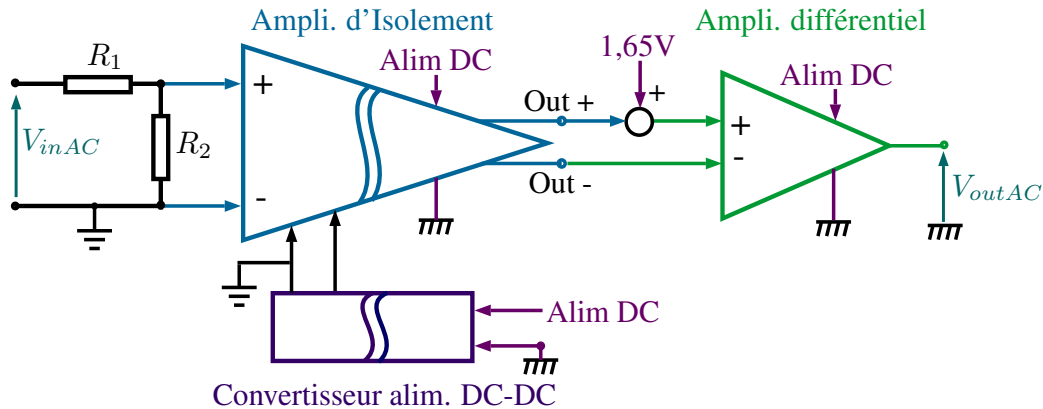 Ampli. d'Isolement
Ampli. différentiel
1,65V
Alim DC
Alim DC
R1
+
Out +
+
+
VinAC
R2
-
-
Out -
VoutAC
Alim DC
Convertisseur alim. DC-DC